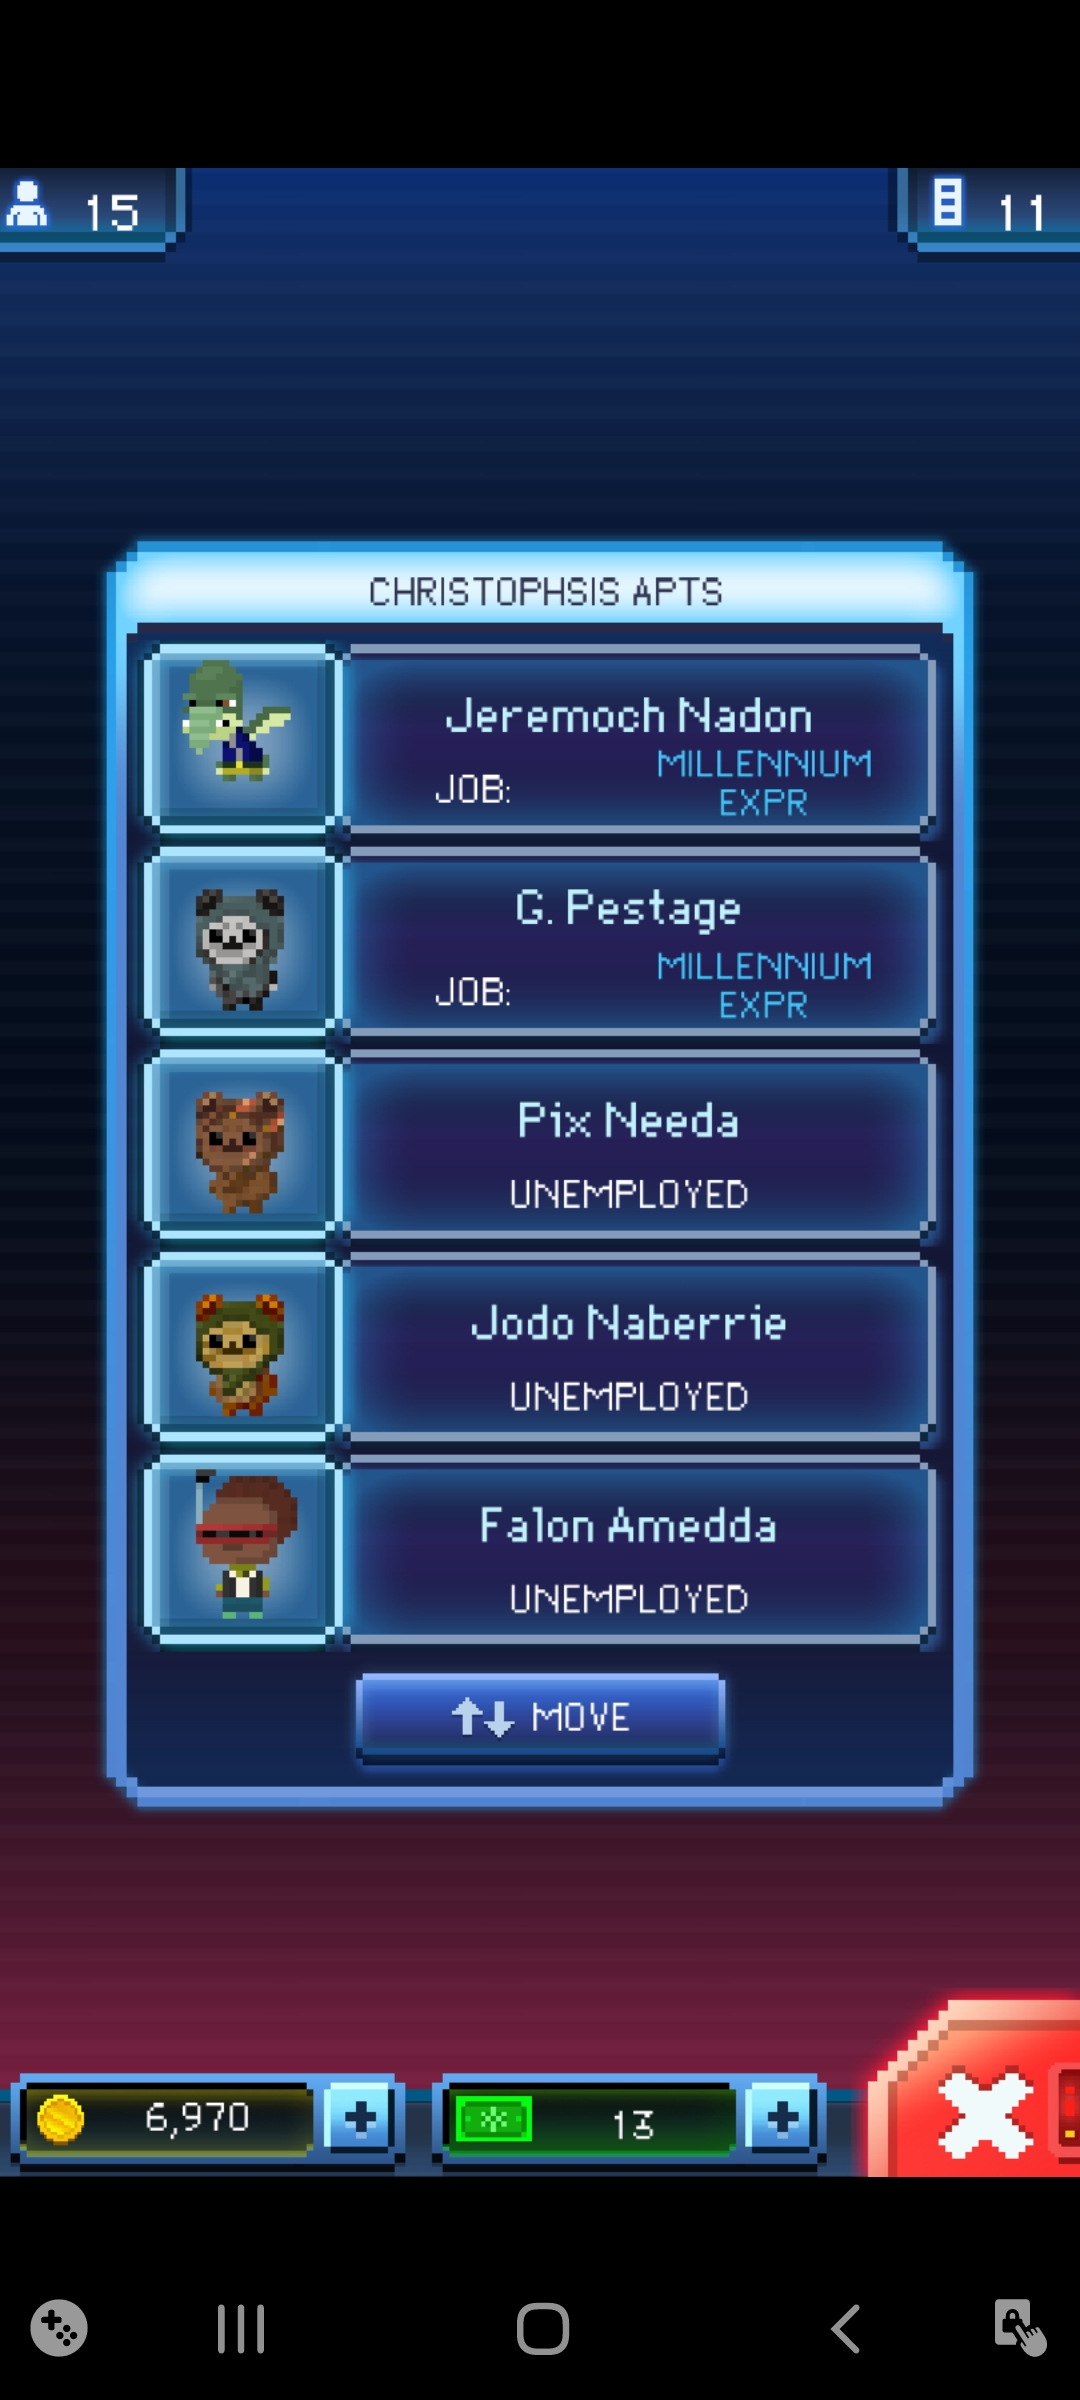 15
11
CHRISTOPHSIS APTS
Jeremoch Nadon
JOB: MILLENNIUM
EXPR
G. Pestage
JOB: MILLENNIUM
EXPR
Pix Needa
UNEMPLOYED
Jodo Naberrie
UNEMPLOYED
Falon Amedda
UNEMPLOYED
MOVE
6,970
13